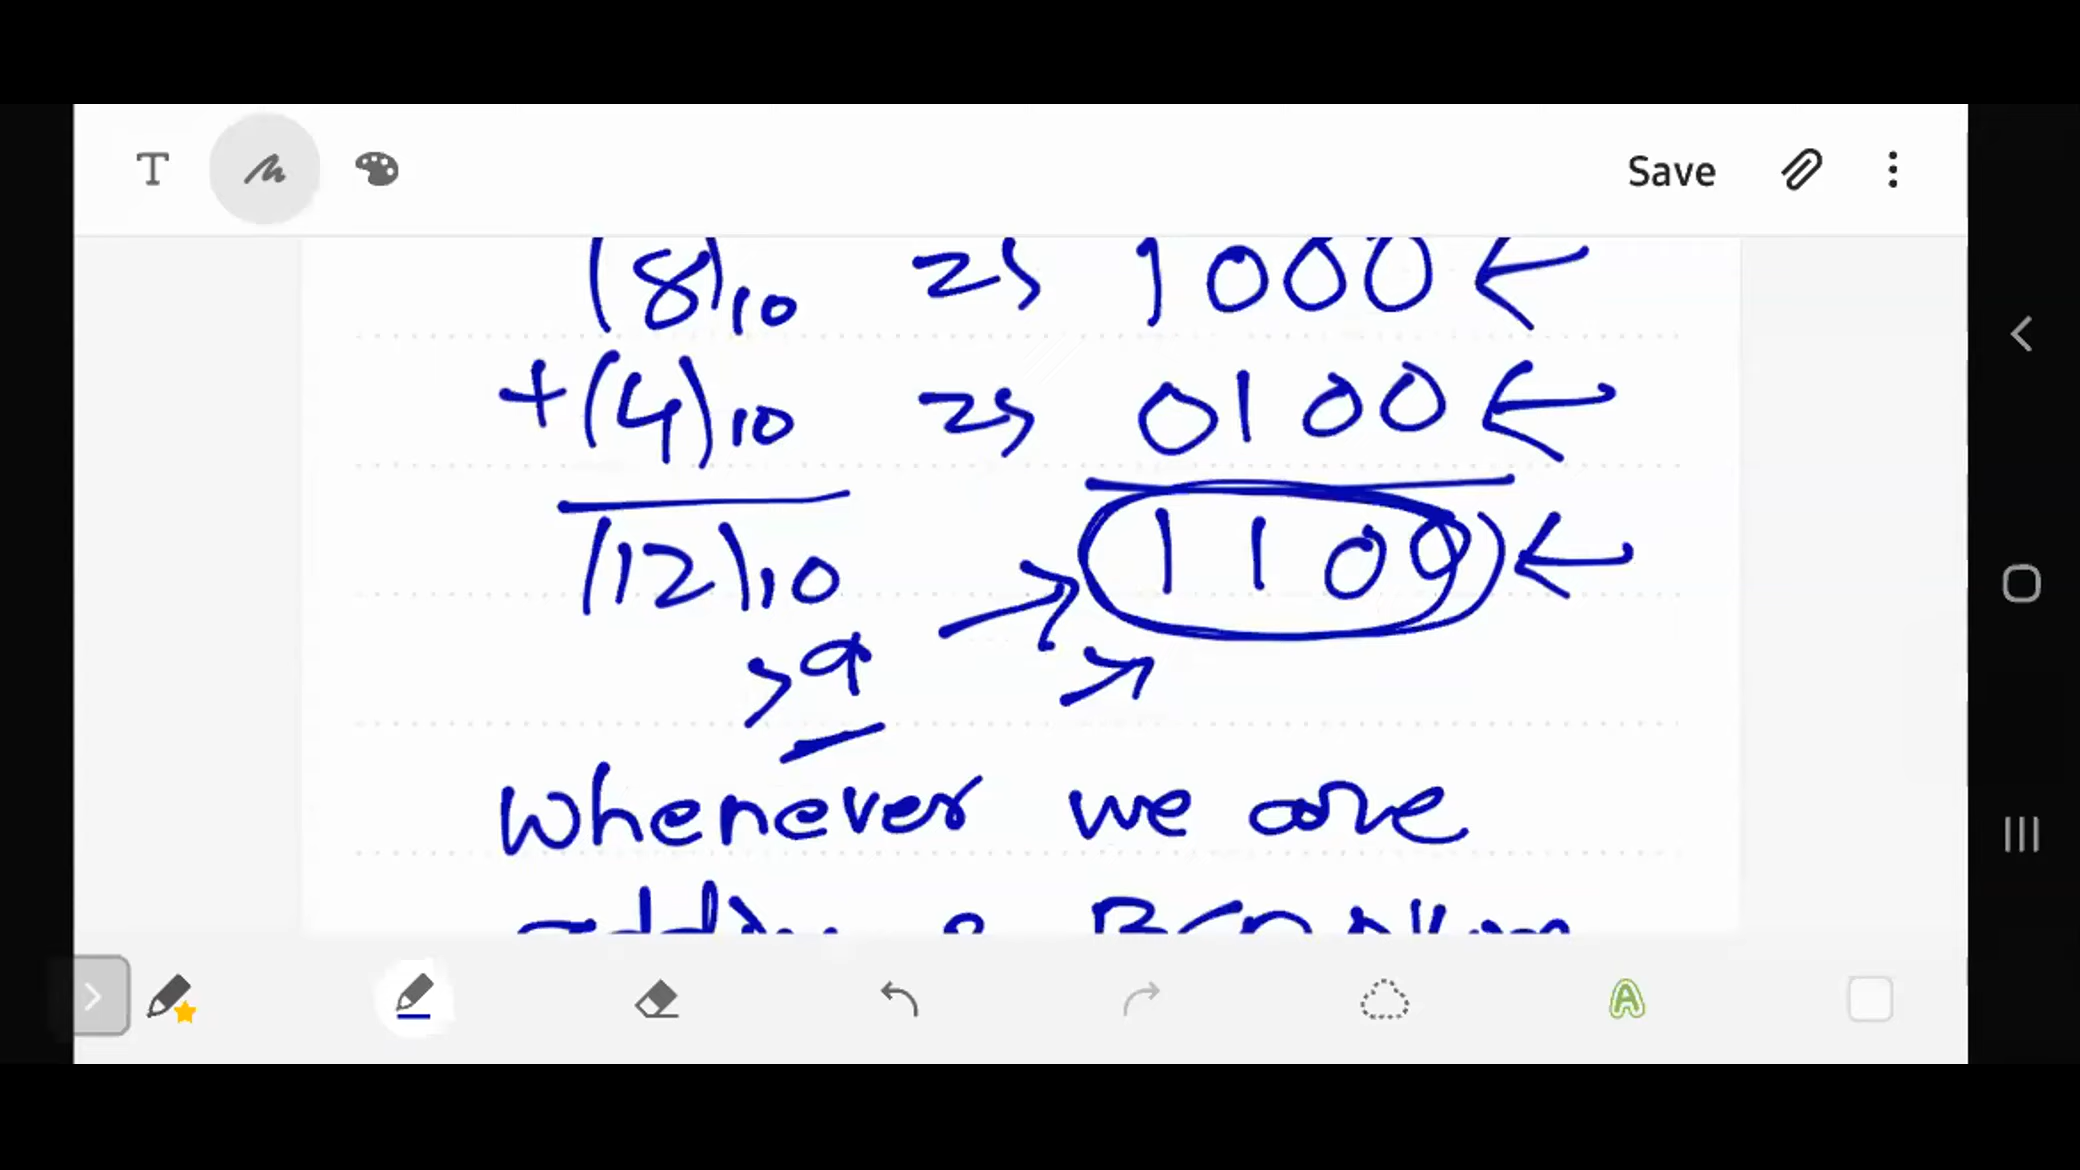 T Save
(8)10 => 1000 ←
+(4)10 => 0100 ←
(12)10 → 1100) ←
>9
whenever we are